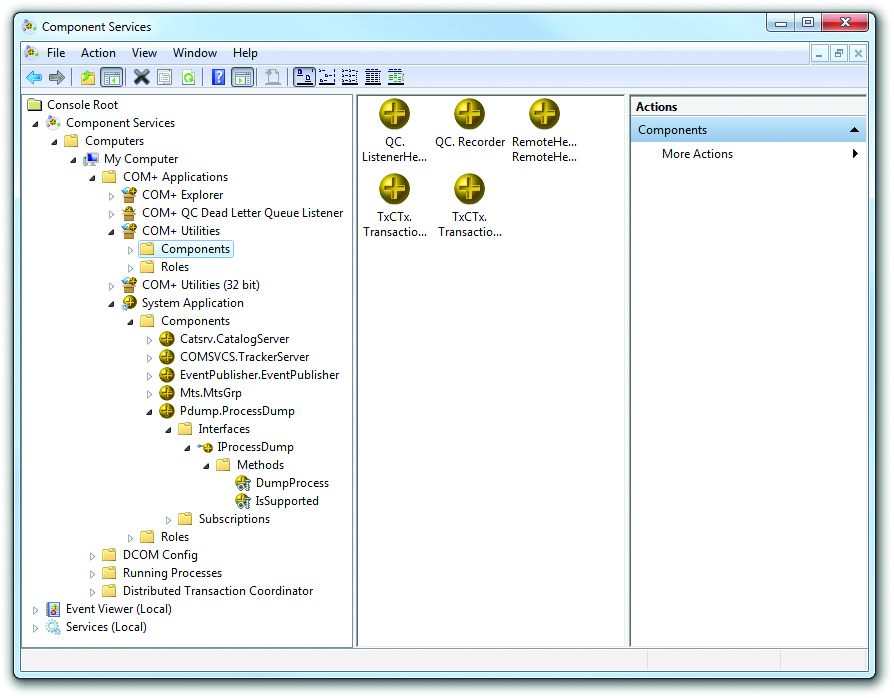 Component Services
File Action View Window Help
Console Root
Component Services
Computers
My Computer
COM+ Applications
COM+ Explorer
COM+ QC Dead Letter Queue Listener
COM+ Utilities
Components
Roles
COM+ Utilities (32 bit)
System Application
Components
Catsrv.CatalogServer
COMSVCS.TrackerServer
EventPublisher.EventPublisher
Mts.MtsGrp
Pdump.ProcessDump
Interfaces
IProcessDump
Methods
DumpProcess
IsSupported
Subscriptions
Roles
DCOM Config
Running Processes
Distributed Transaction Coordinator
Event Viewer (Local)
Services (Local)
QC.
ListenerHe...
QC. Recorder
RemoteHe...
RemoteHe...
TxCTx.
Transactio...
TxCTx.
Transactio...
Actions
Components
More Actions